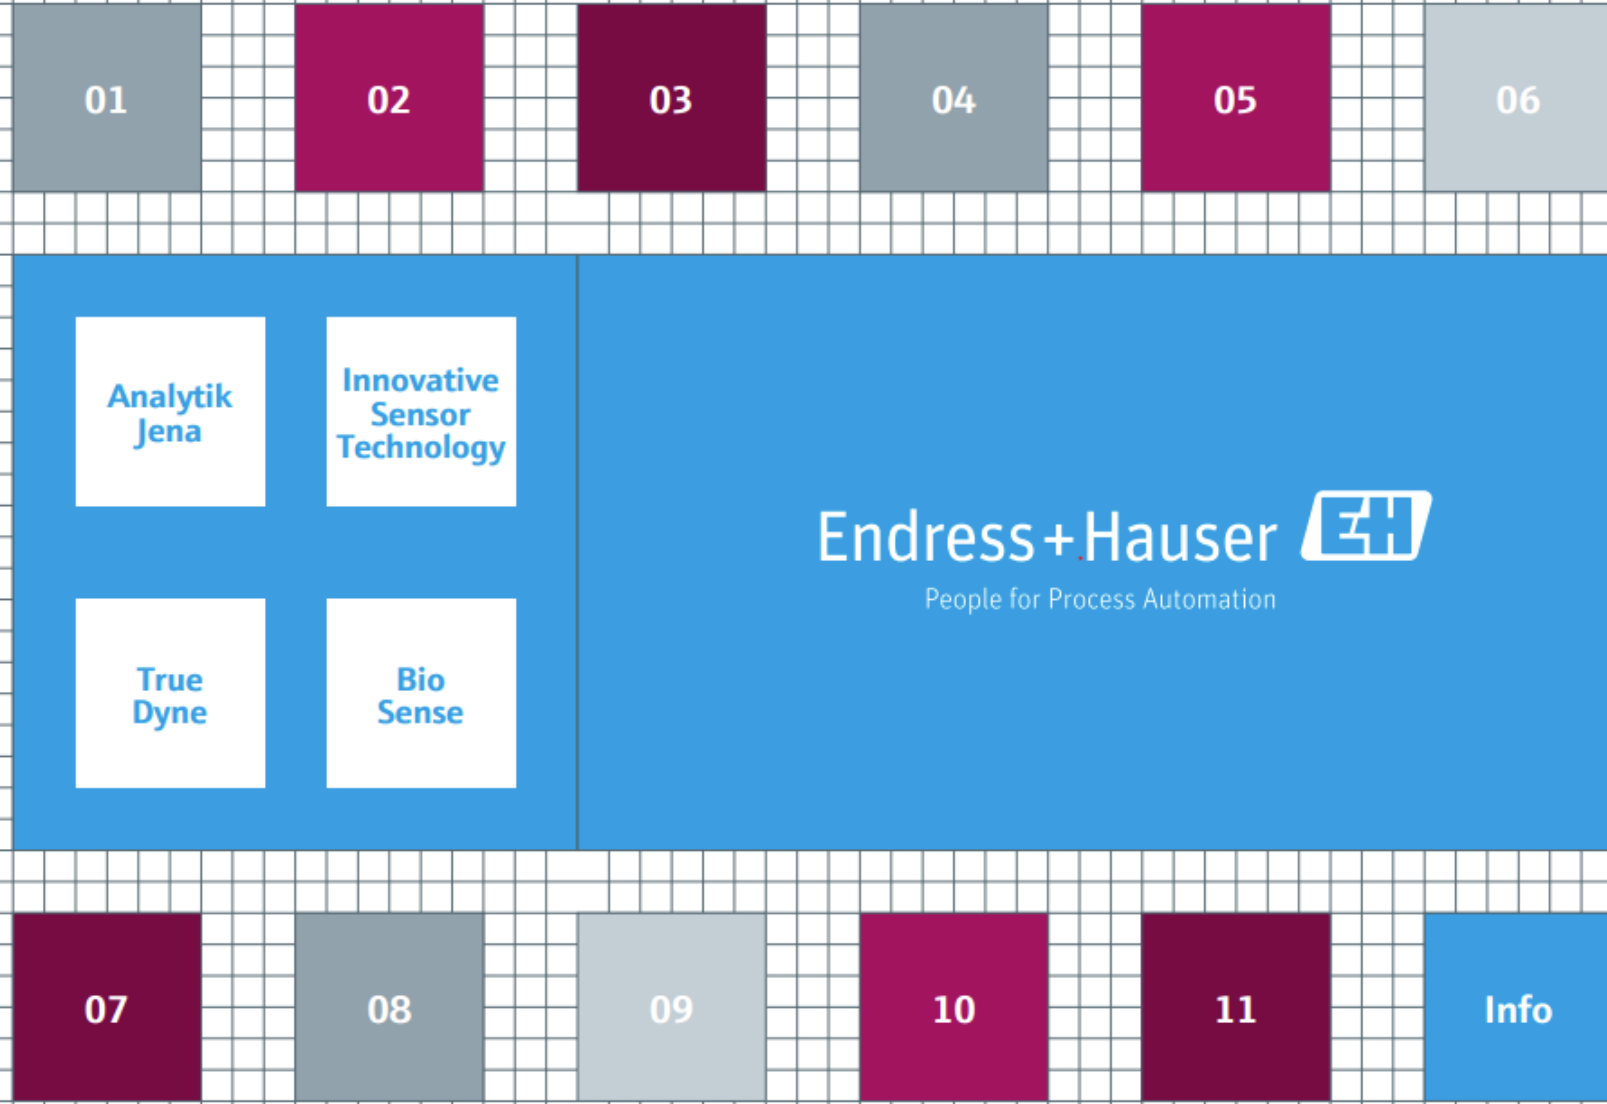 01
02
03
04
05
06
Analytik
Jena
Innovative
Sensor
Technology
True
Dyne
Bio
Sense
Endress+Hauser EH
People for Process Automation
07
08
09
10
11
Info